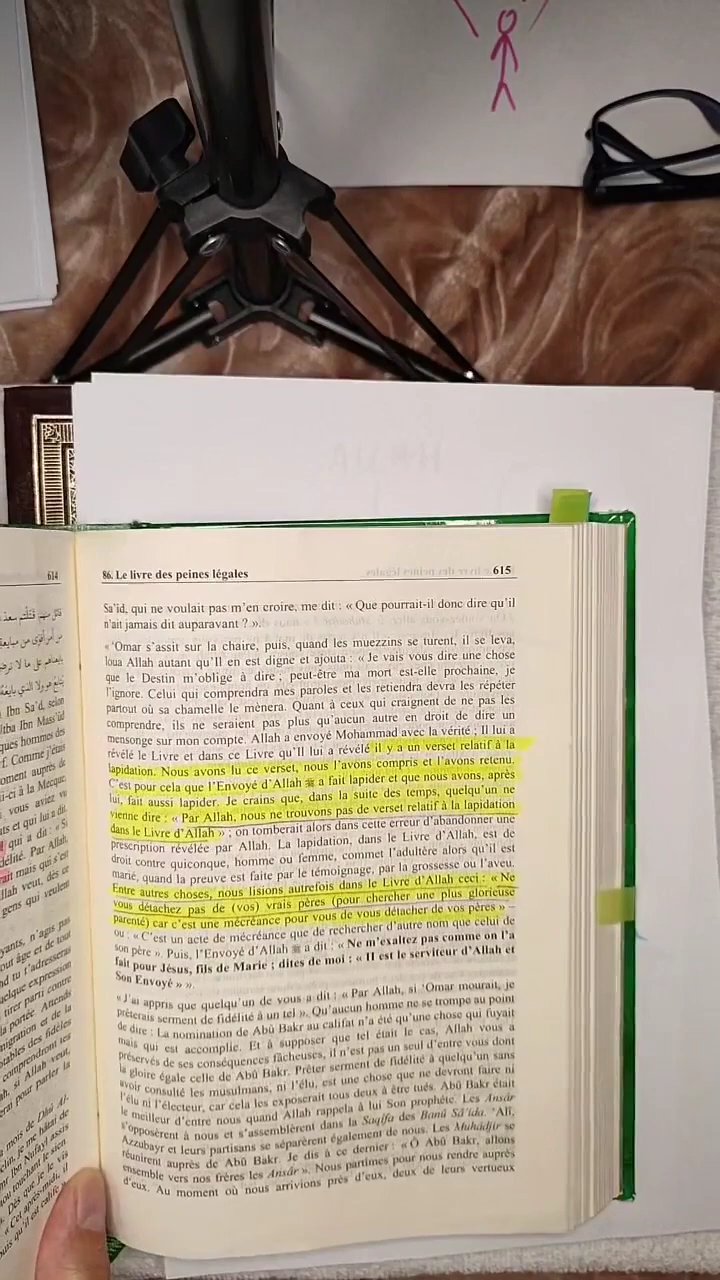 614
86. Le livre des peines légales 615
Sa'id, qui ne voulait pas m'en croire, me dit : « Que pourrait-il donc dire qu'il
n'ait jamais dit auparavant ? ».
« 'Omar s'assit sur la chaire, puis, quand les muezzins se turent, il se leva,
loua Allah autant qu'Il en est digne et ajouta : « Je vais vous dire une chose
que le Destin m'oblige à dire ; peut-être ma mort est-elle prochaine, je
l'ignore. Celui qui comprendra mes paroles et les retiendra devra les répéter
partout où sa chamelle le mènera. Quant à ceux qui craignent de ne pas les
comprendre, ils ne seraient pas plus qu'aucun autre en droit de dire un
mensonge sur mon compte. Allah a envoyé Mohammad avec la vérité ; Il lui a
révélé le Livre et dans ce Livre qu'Il lui a révélé il y a un verset relatif à la
lapidation. Nous avons lu ce verset, nous l'avons compris et l'avons retenu.
C'est pour cela que l'Envoyé d'Allah ﷺ a fait lapider et que nous avons, après
lui, fait aussi lapider. Je crains que, dans la suite des temps, quelqu'un ne
vienne dire : « Par Allah, nous ne trouvons pas de verset relatif à la lapidation
dans le Livre d'Allah » ; on tomberait alors dans cette erreur d'abandonner une
prescription révélée par Allah. La lapidation, dans le Livre d'Allah, est de
droit contre quiconque, homme ou femme, commet l'adultère alors qu'il est
marié, quand la preuve est faite par le témoignage, par la grossesse ou l'aveu.
Entre autres choses, nous lisions autrefois dans le Livre d'Allah ceci : « Ne
vous détachez pas de (vos) vrais pères (pour chercher une plus glorieuse
parenté) car c'est une mécréance pour vous de vous détacher de vos pères » –
ou : « C'est un acte de mécréance que de rechercher d'autre nom que celui de
son père ». Puis, l'Envoyé d'Allah ﷺ a dit : « Ne m'exaltez pas comme on l'a
fait pour Jésus, fils de Marie ; dites de moi : « Il est le serviteur d'Allah et
Son Envoyé » ».
« J'ai appris que quelqu'un de vous a dit : « Par Allah, si 'Omar mourait, je
prêterais serment de fidélité à un tel ». Qu'aucun homme ne se trompe au point
de dire : La nomination de Abû Bakr au califat n'a été qu'une chose qui fuyait
mais qui est accomplie. Et à supposer que tel était le cas, Allah vous a
préservés de ses conséquences fâcheuses, il n'est pas un seul d'entre vous dont
la gloire égale celle de Abû Bakr. Prêter serment de fidélité à quelqu'un sans
avoir consulté les musulmans, ni l'élu, est une chose que ne devront faire ni
l'élu ni l'électeur, car cela les exposerait tous deux à être tués. Abû Bakr était
le meilleur d'entre nous quand Allah rappela à lui Son prophète. Les Ansâr
s'opposèrent à nous et s'assemblèrent dans la Saqîfa des Banû Sâ'ida. 'Alî,
Azzubayr et leurs partisans se séparèrent également de nous. Les Muhâdjir se
réunirent auprès de Abû Bakr. Je dis à ce dernier : « Ô Abû Bakr, allons
ensemble vers nos frères les Ansâr ». Nous partîmes pour nous rendre auprès
d'eux. Au moment où nous arrivions près d'eux, deux de leurs vertueux